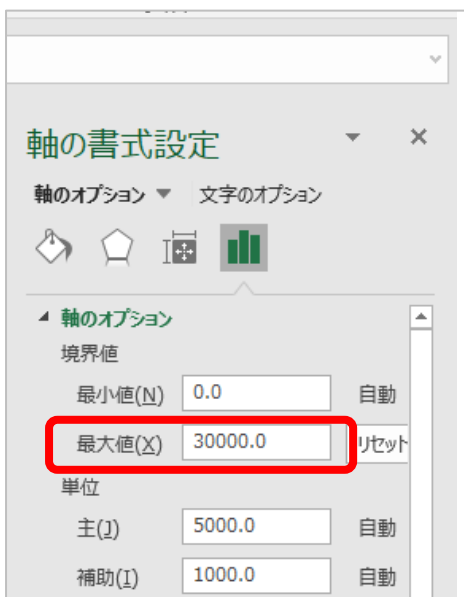 軸の書式設定
軸のオプション 文字のオプション
軸のオプション
境界値
最小値(N) 0.0 自動
最大値(X) 30000.0 リセット
単位
主(J) 5000.0 自動
補助(I) 1000.0 自動